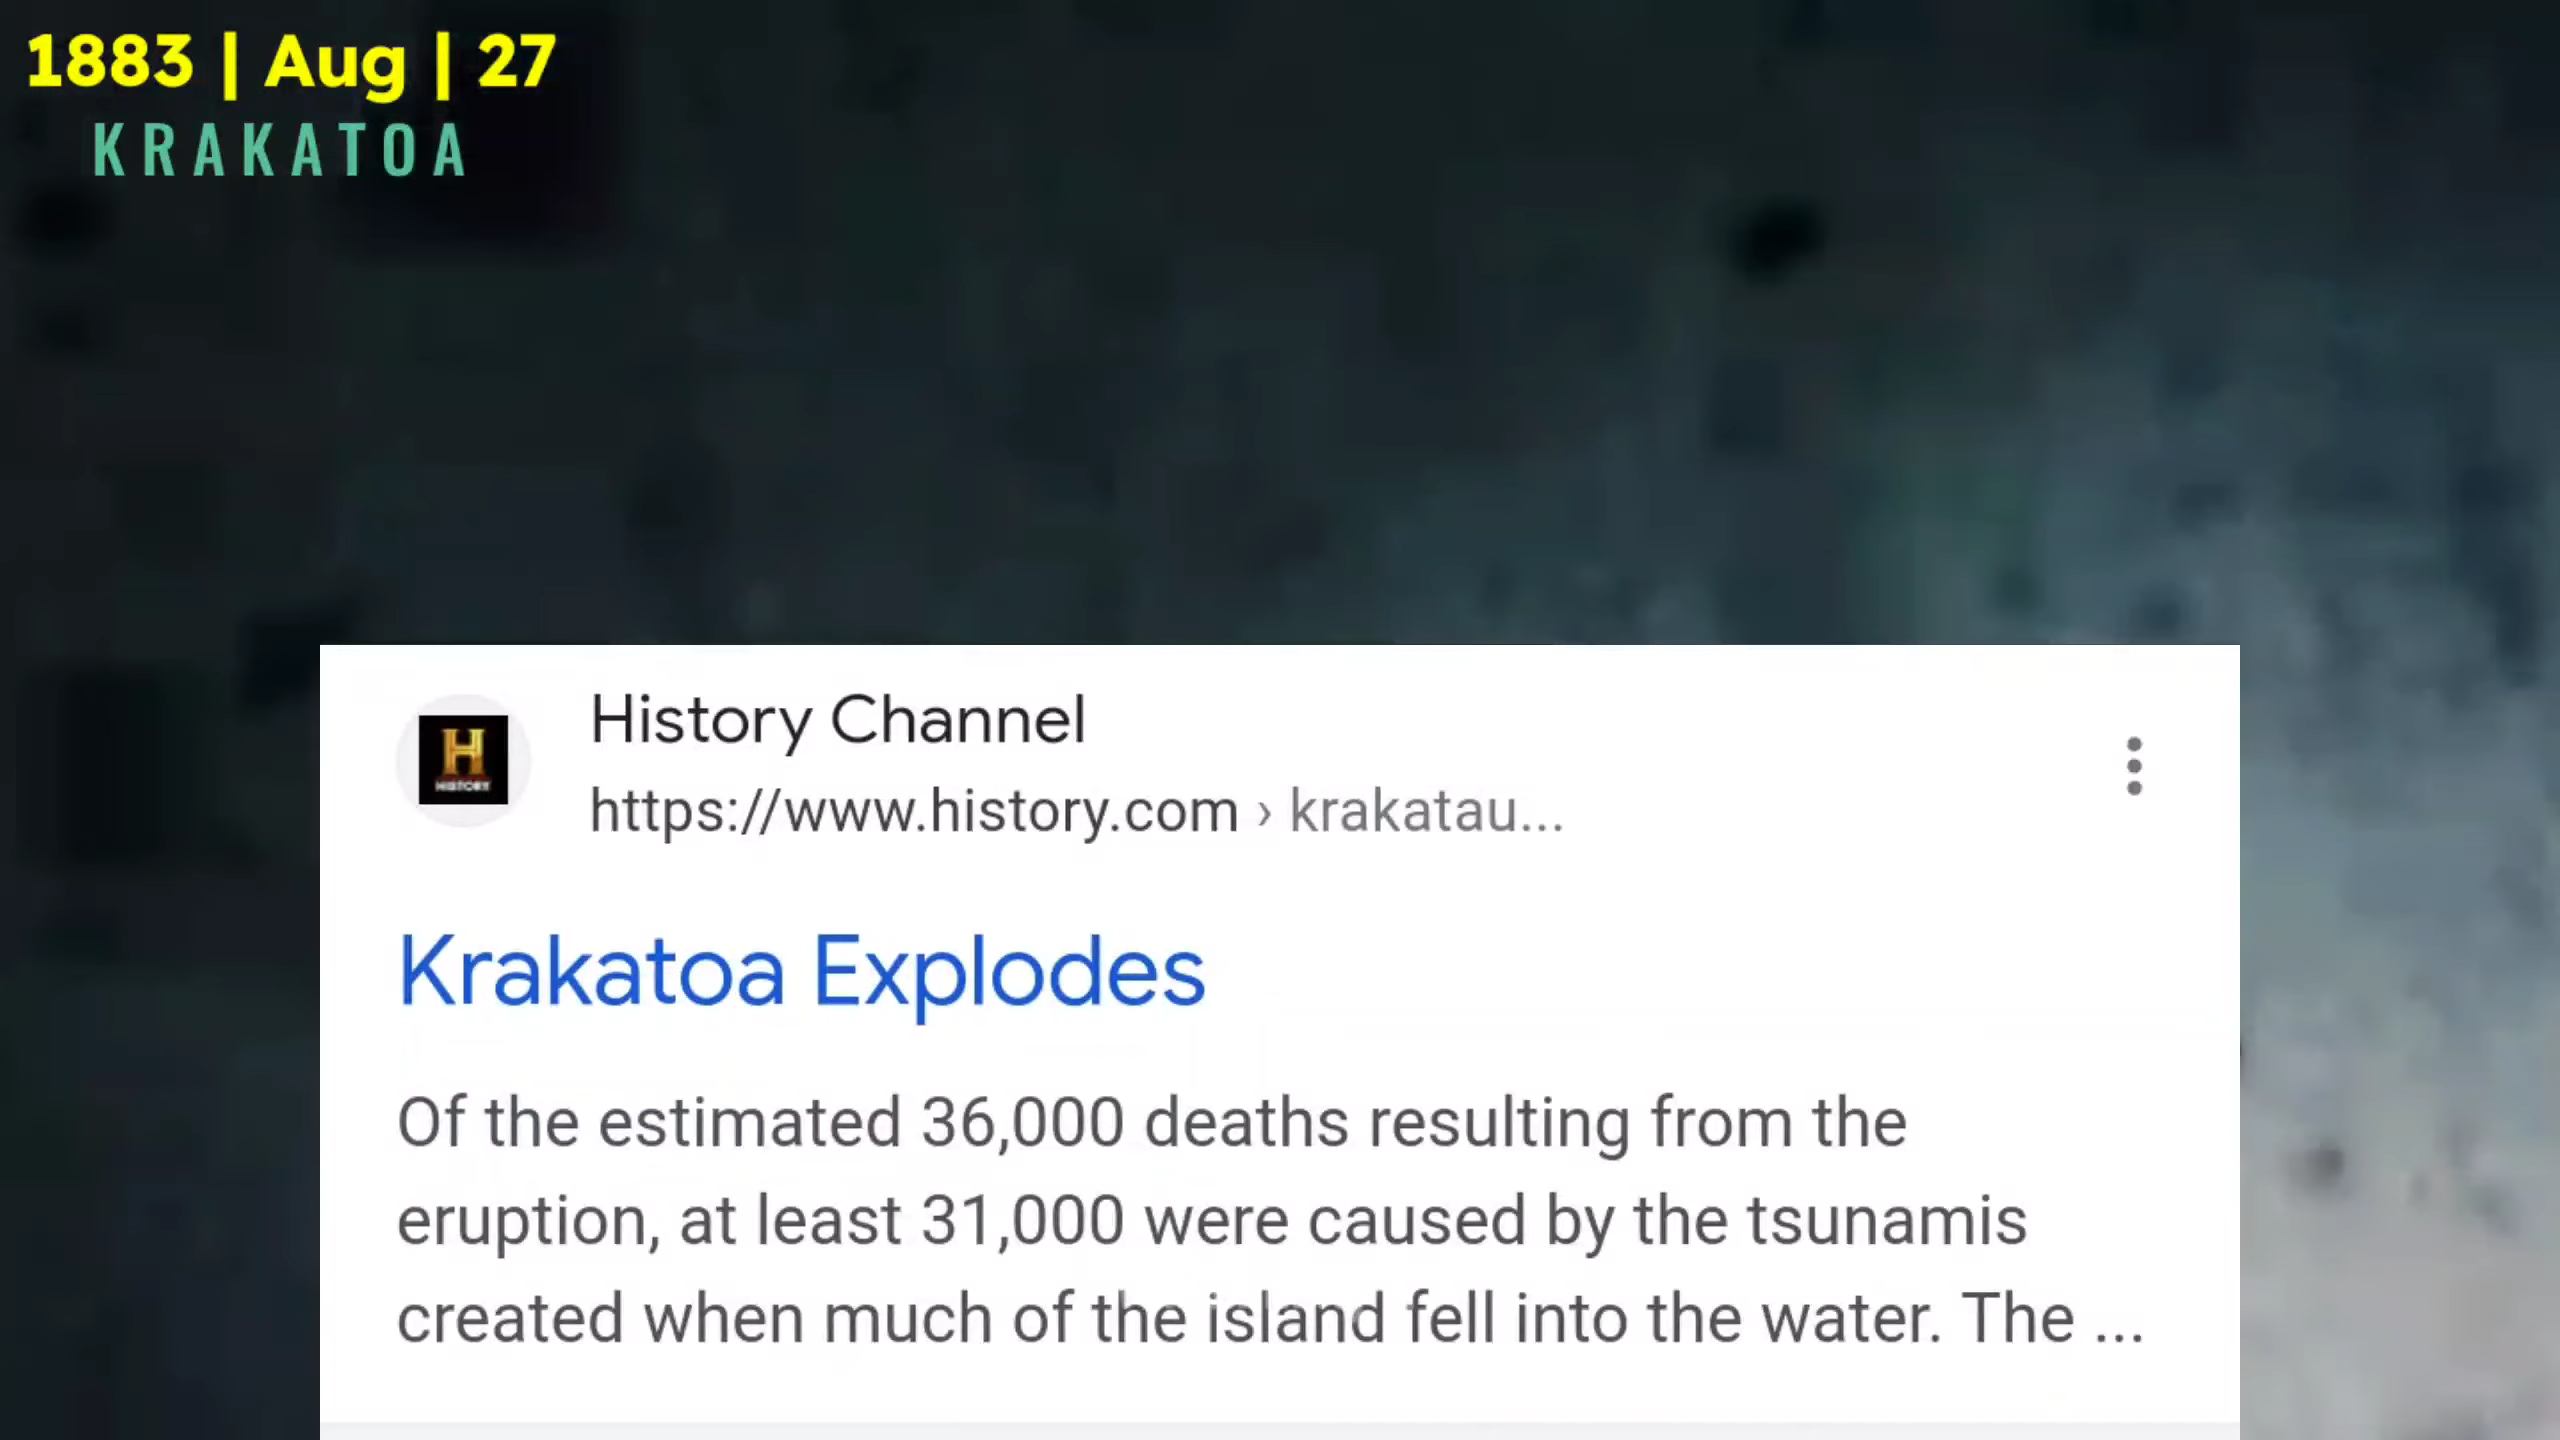 1883 | Aug | 27
KRAKATOA
H
HISTORY
History Channel
https://www.history.com › krakatau...
Krakatoa Explodes
Of the estimated 36,000 deaths resulting from the
eruption, at least 31,000 were caused by the tsunamis
created when much of the island fell into the water. The ...